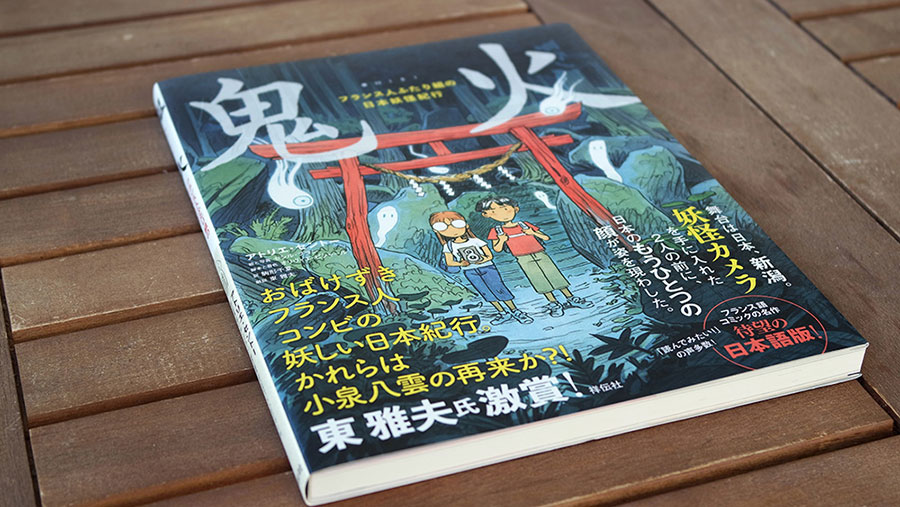 鬼火
ONIBI
フランス人ふたり組の
日本妖怪紀行
舞台は日本、新潟。
妖怪カメラ
を手に入れた
2人の前に、
日本のもうひとつの
顔が姿を現わした。
おばけずき
フランス人
コンビの
妖しい日本紀行。
かれらは
小泉八雲の再来か?!
東雅夫氏激賞!
フランス語
コミックの名作
待望の
日本語版!
「読んでみたい!」
の声多数!
祥伝社